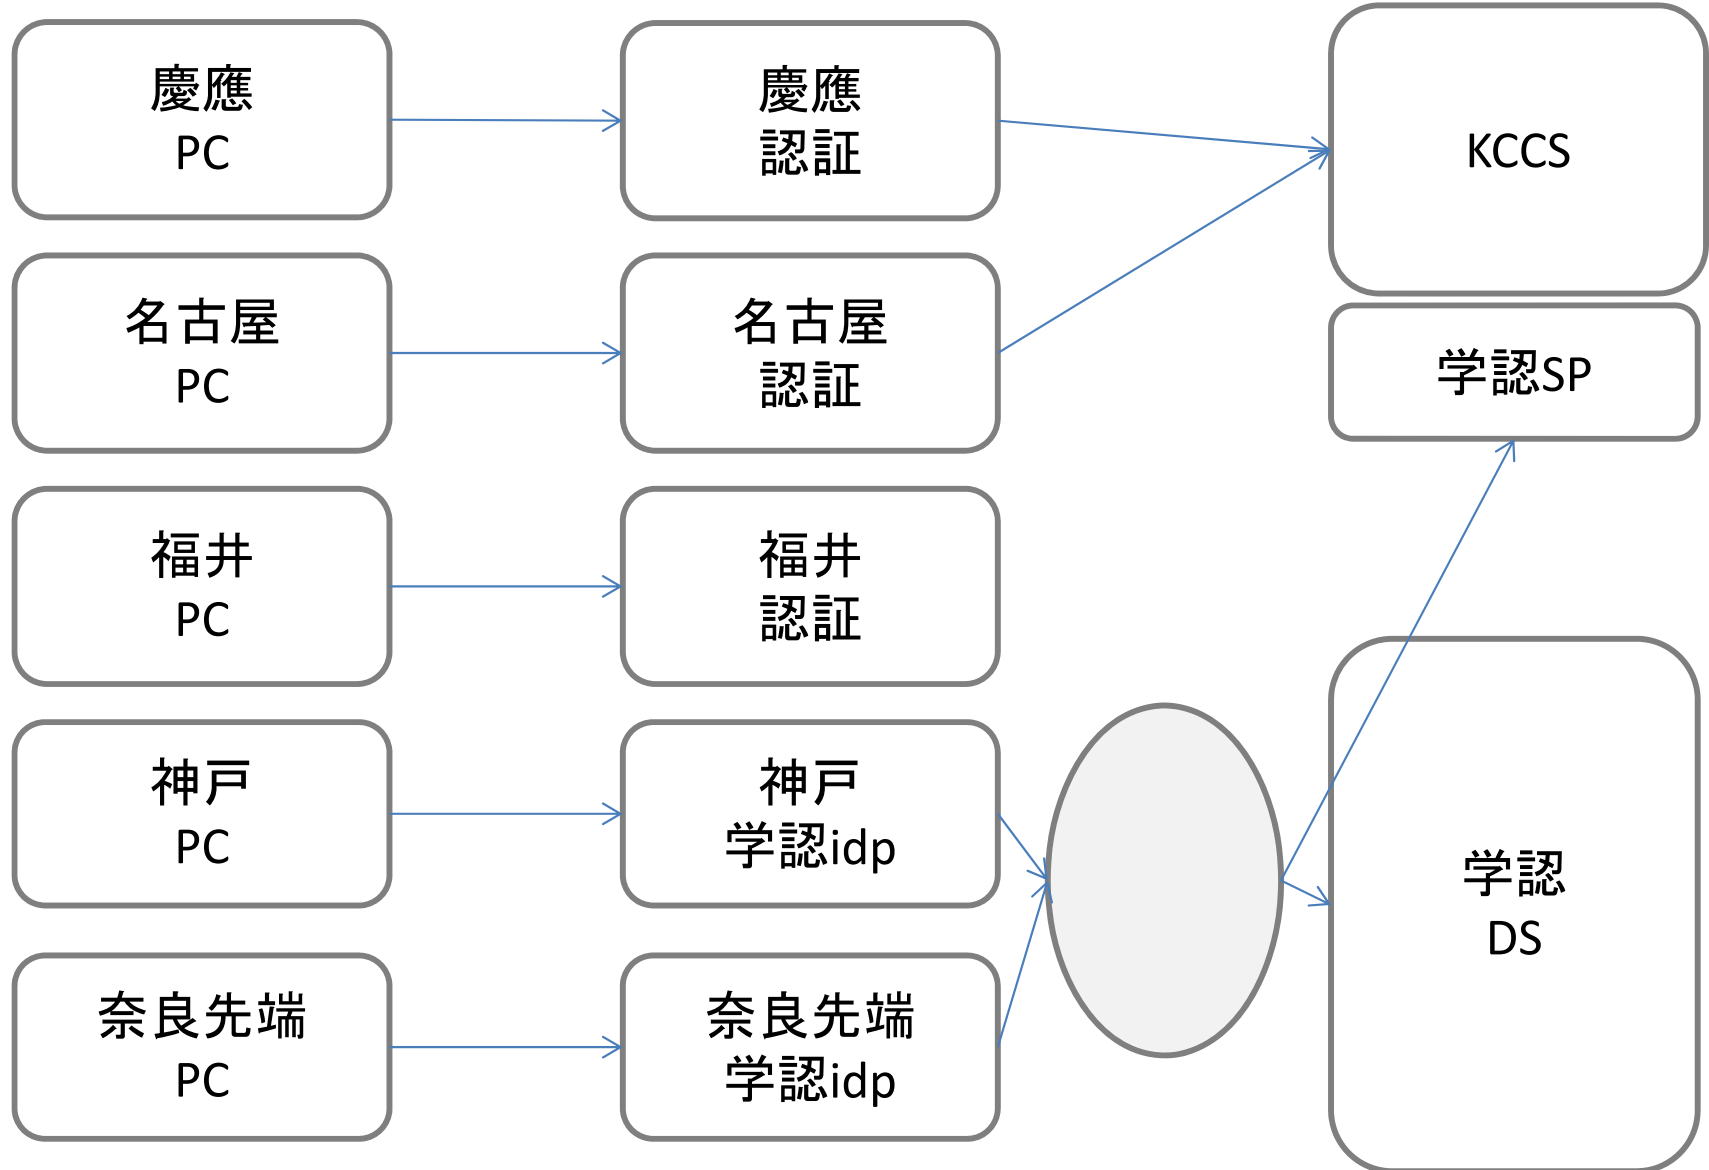 慶應
PC
慶應
認証
KCCS
名古屋
PC
名古屋
認証
学認SP
福井
PC
福井
認証
神戸
PC
神戸
学認idp
学認
DS
奈良先端
PC
奈良先端
学認idp